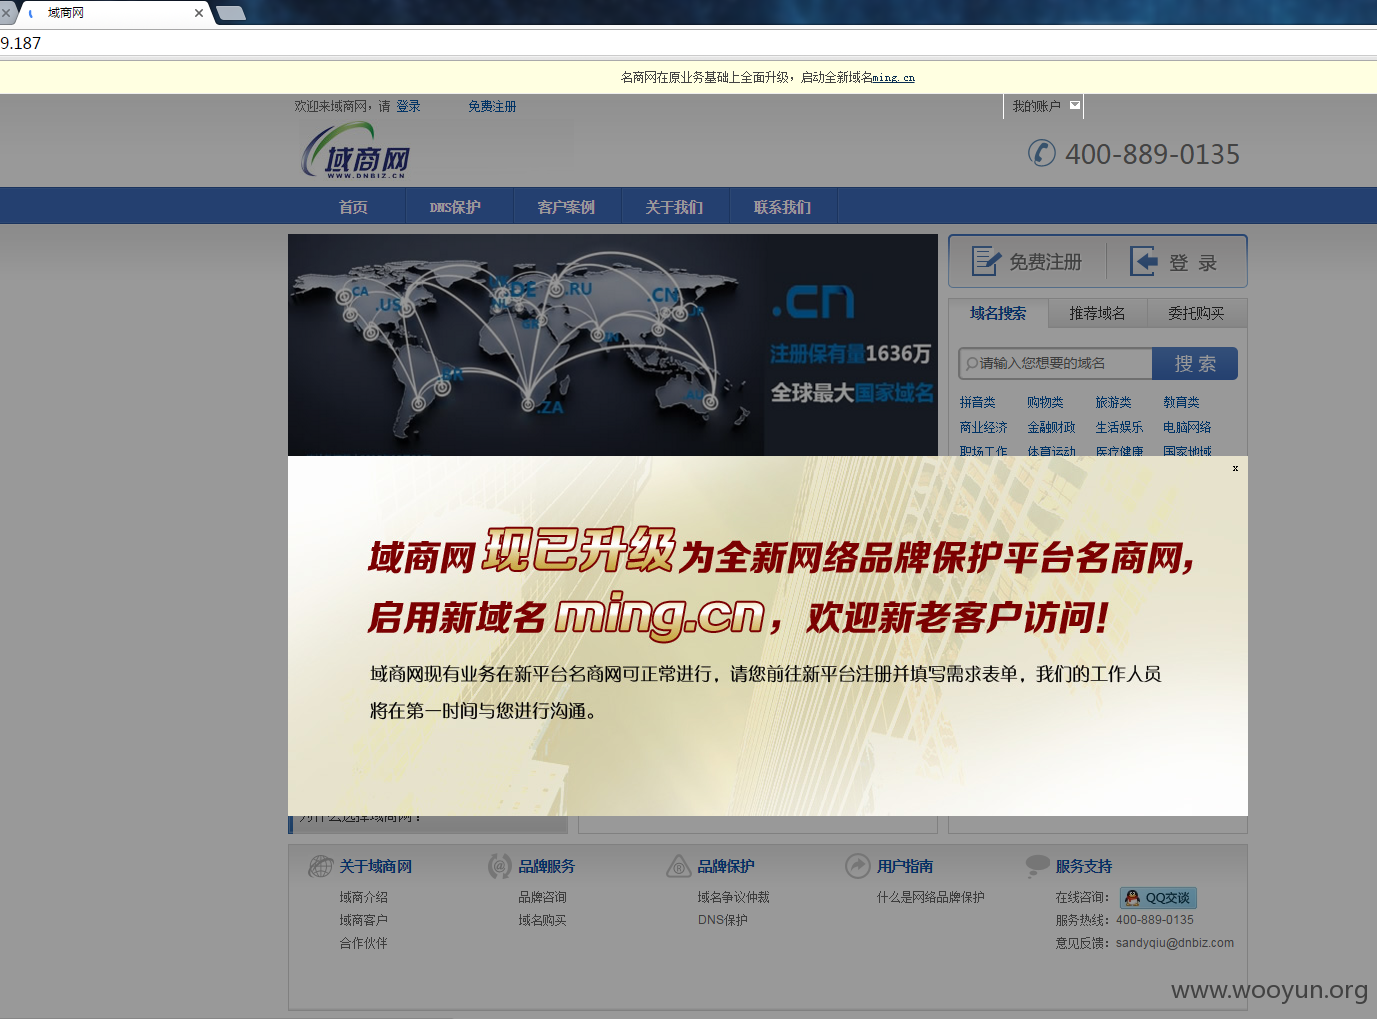 域商网
9.187
名商网在原业务基础上全面升级，启动全新域名ming.cn
欢迎来域商网，请 登录 免费注册 我的账户
域商网
WWW.DNBIZ.CN
400-889-0135
首页 DNS保护 客户案例 关于我们 联系我们
.CA
.US
.DE
.RU
.CN
.BR
.ZA
.AU
.cn
注册保有量1636万
全球最大国家域名
免费注册 登 录
域名搜索 推荐域名 委托购买
请输入您想要的域名 搜 索
拼音类 购物类 旅游类 教育类
商业经济 金融财政 生活娱乐 电脑网络
职场工作 体育运动 医疗健康 国家地域
x
域商网现已升级为全新网络品牌保护平台名商网，
启用新域名ming.cn，欢迎新老客户访问！
域商网现有业务在新平台名商网可正常进行，请您前往新平台注册并填写需求表单，我们的工作人员
将在第一时间与您进行沟通。
为什么选择域商网？
关于域商网 品牌服务 品牌保护 用户指南 服务支持
域商介绍 品牌咨询 域名争议仲裁 什么是网络品牌保护 在线咨询： QQ交谈
域商客户 域名购买 DNS保护 服务热线：400-889-0135
合作伙伴 意见反馈：sandyqiu@dnbiz.com
www.wooyun.org